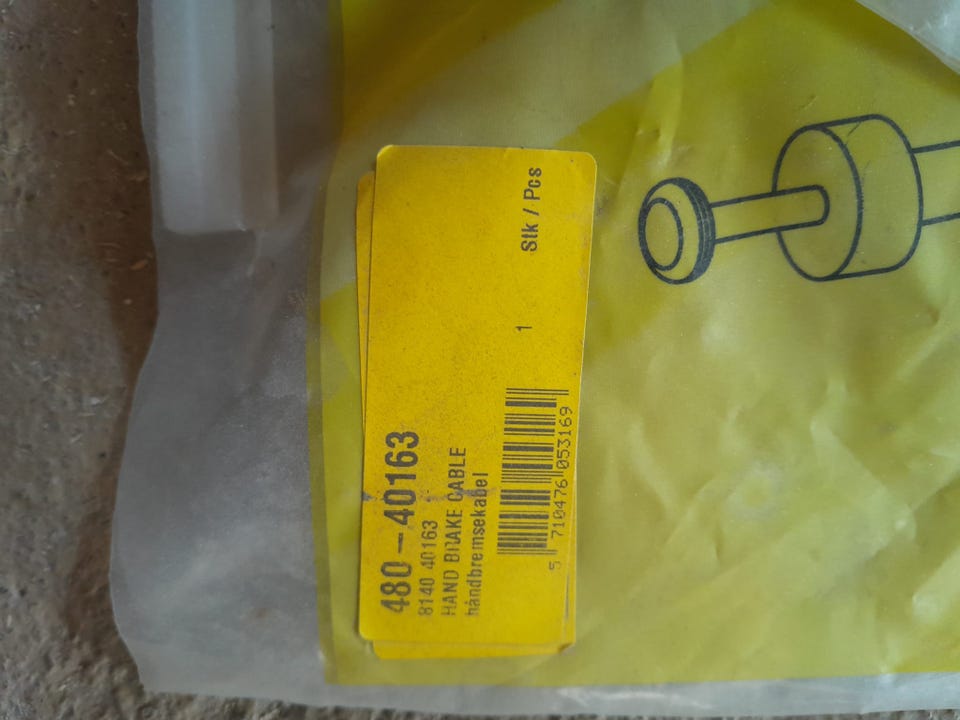 480-40163
8140 40163
HAND BRAKE CABLE
håndbremsekabel
1 Stk / Pcs
5 710476 053169